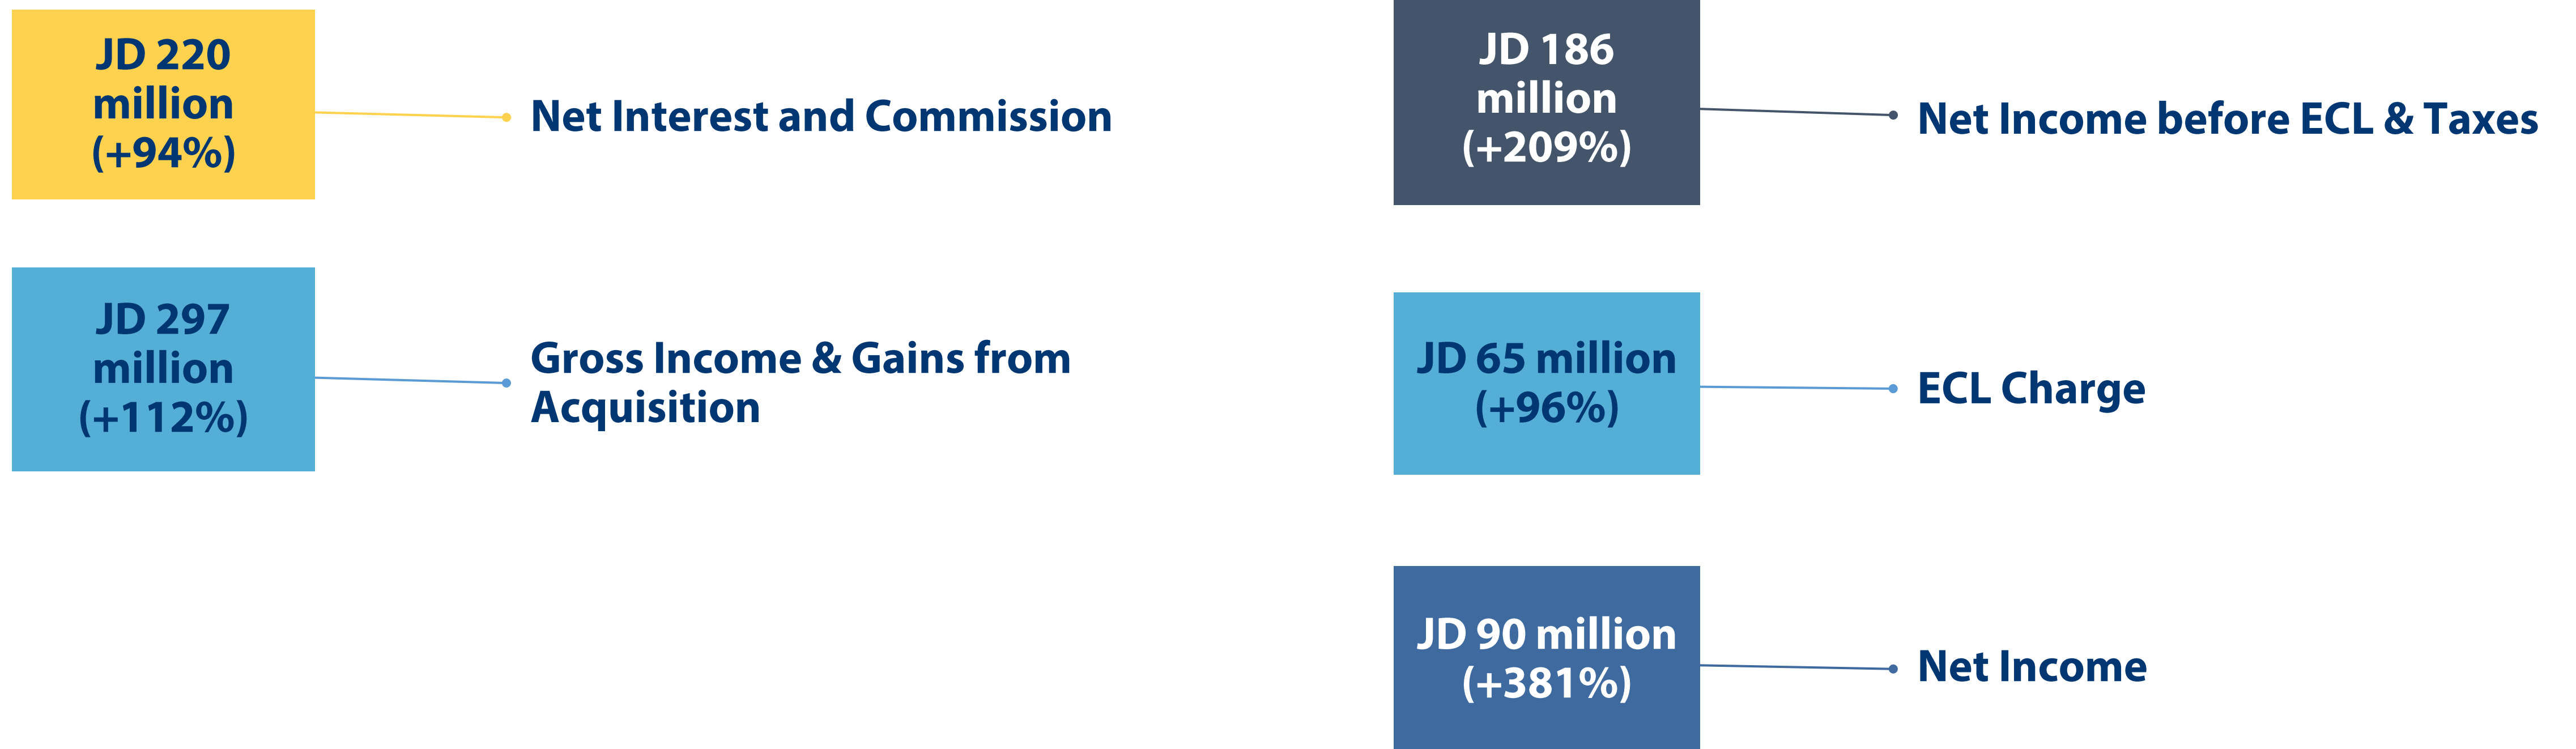 JD 220
million
(+94%)
Net Interest and Commission
JD 297
million
(+112%)
Gross Income & Gains from
Acquisition
JD 186
million
(+209%)
Net Income before ECL & Taxes
JD 65 million
(+96%)
ECL Charge
JD 90 million
(+381%)
Net Income